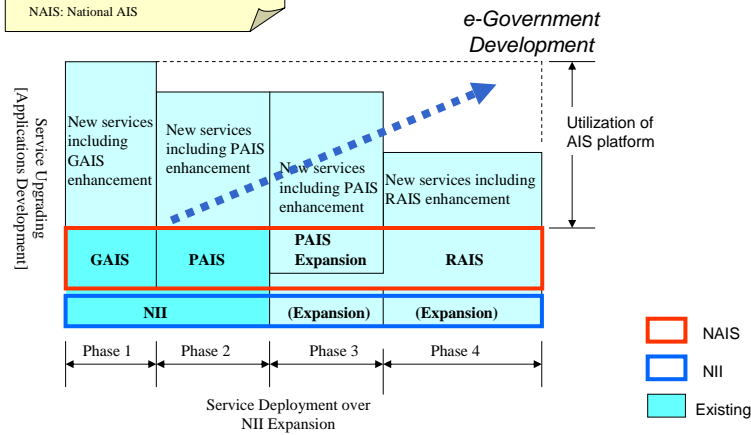 NAIS: National AIS
e-Government
Development
Service Upgrading
[Applications Development]
New services
including
GAIS
enhancement
New services
including PAIS
enhancement
New services
including PAIS
enhancement
New services including
RAIS enhancement
Utilization of
AIS platform
GAIS
PAIS
PAIS
Expansion
RAIS
NII
(Expansion)
(Expansion)
Phase 1
Phase 2
Phase 3
Phase 4
Service Deployment over
NII Expansion
NAIS
NII
Existing